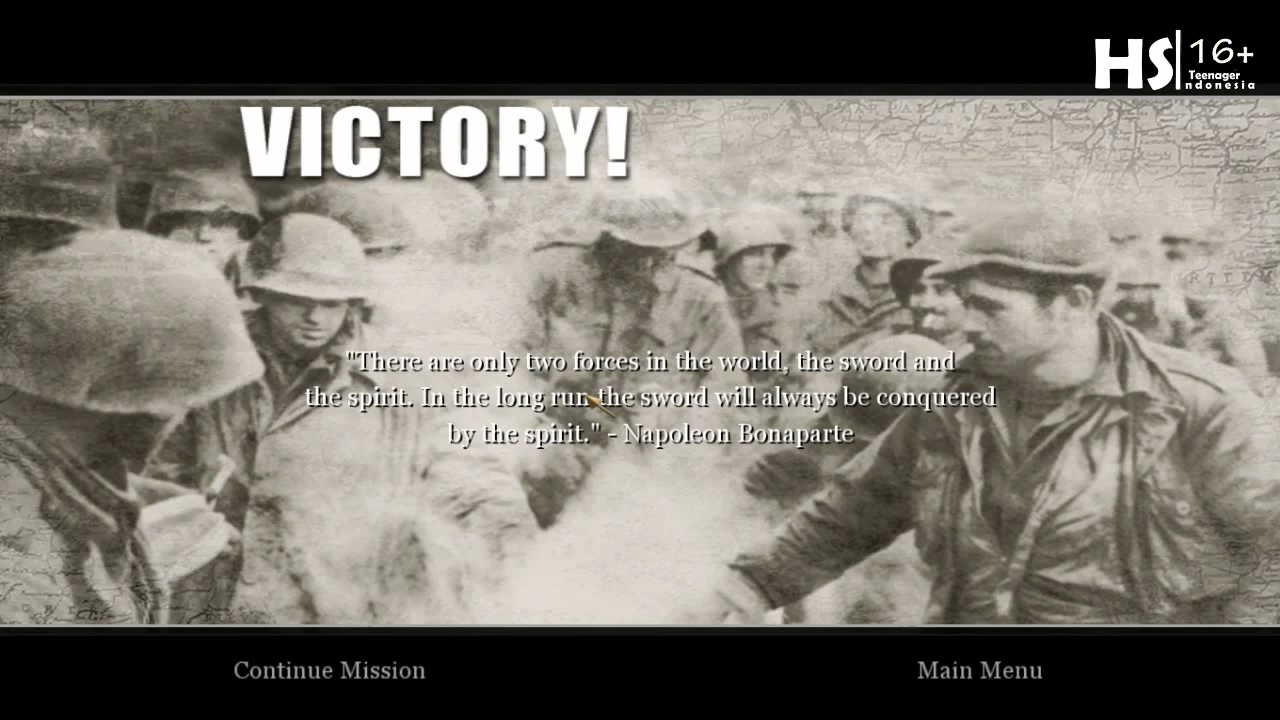 HS 16+
Teenager
Indonesia
VICTORY!
"There are only two forces in the world, the sword and
the spirit. In the long run the sword will always be conquered
by the spirit." - Napoleon Bonaparte
Continue Mission
Main Menu